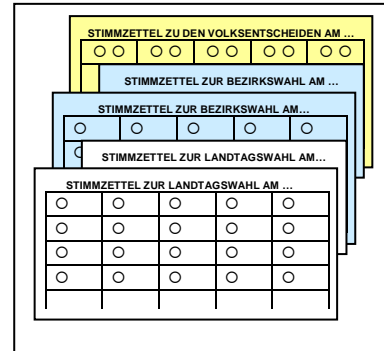 STIMMZETTEL ZU DEN VOLKSENTSCHEIDEN AM ...
STIMMZETTEL ZUR BEZIRKSWAHL AM ...
STIMMZETTEL ZUR BEZIRKSWAHL AM...
STIMMZETTEL ZUR LANDTAGSWAHL AM...
STIMMZETTEL ZUR LANDTAGSWAHL AM ...